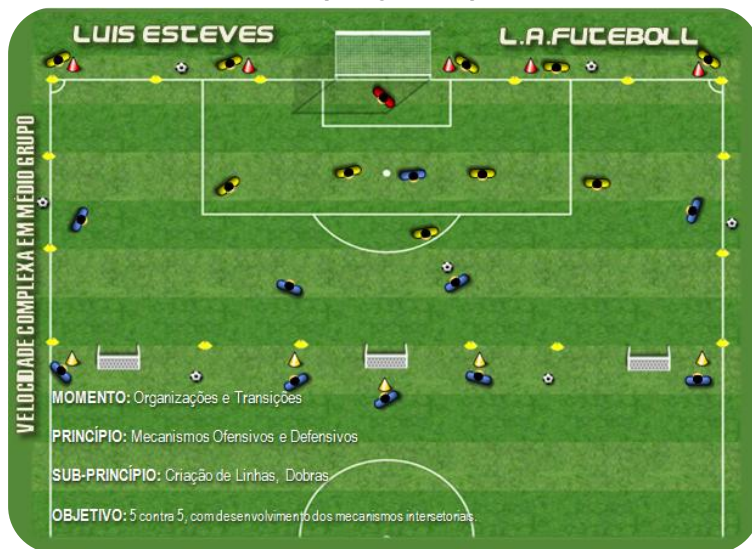 LUIS ESTEVES
L.A.FUTEBOLL
VELOCIDADE COMPLEXA EM MÉDIO GRUPO
MOMENTO: Organizações e Transições
PRINCÍPIO: Mecanismos Ofensivos e Defensivos
SUB-PRINCÍPIO: Criação de Linhas, Dobras
OBJETIVO: 5 contra 5, com desenvolvimento dos mecanismos intersetoriais.